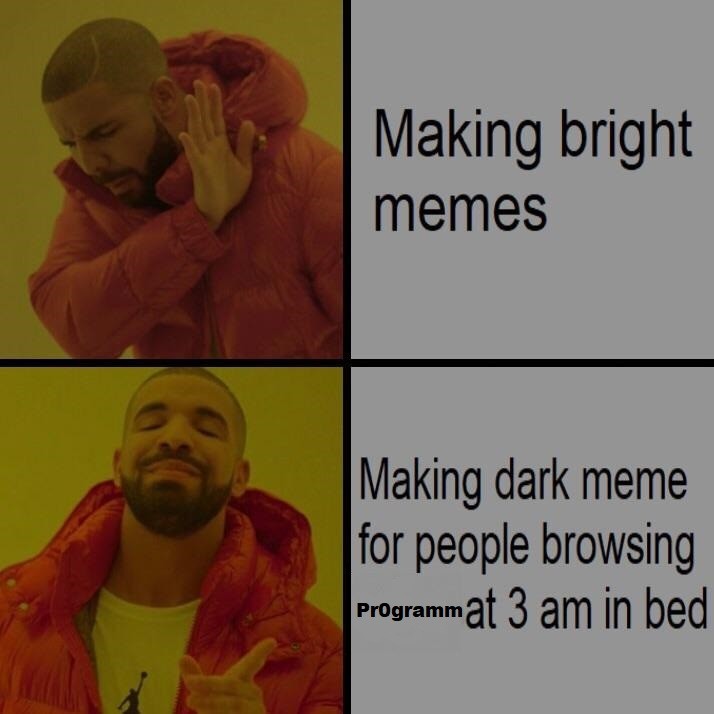 Making bright
memes
Making dark meme
for people browsing
Pr0gramm at 3 am in bed